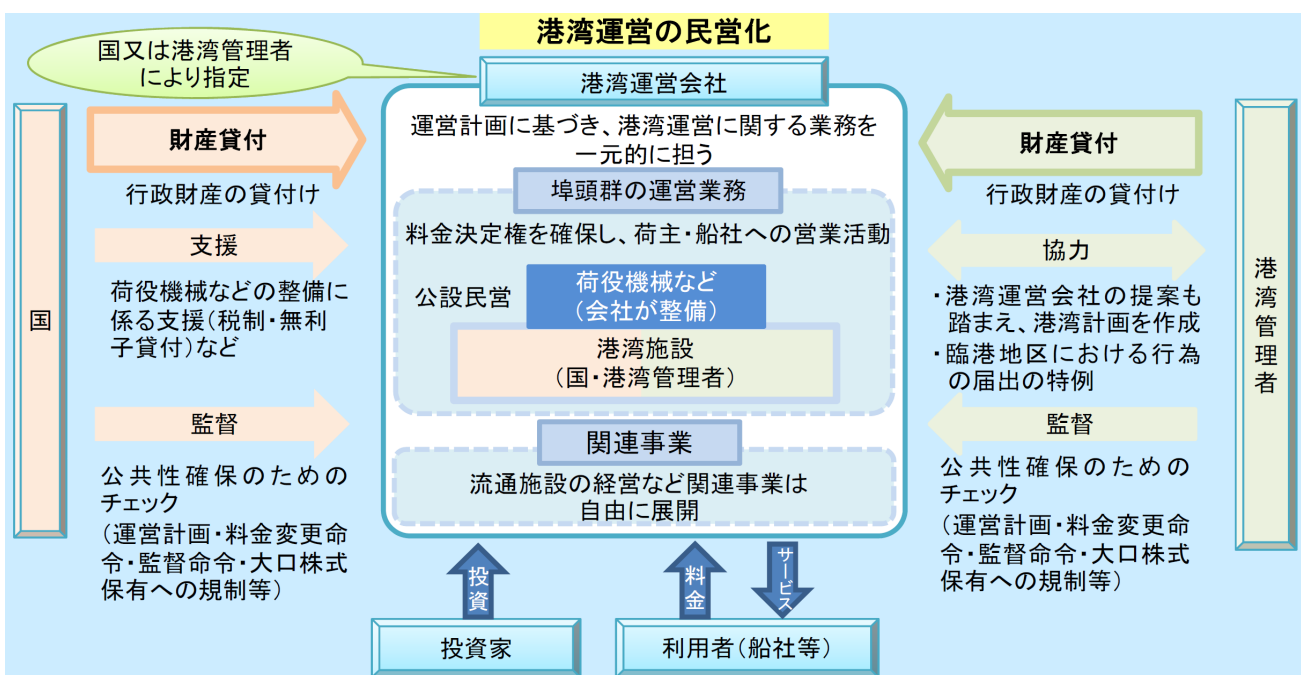 港湾運営の民営化
国又は港湾管理者
により指定
港湾運営会社
運営計画に基づき、港湾運営に関する業務を
一元的に担う
国
財産貸付
行政財産の貸付け
支援
荷役機械などの整備に
係る支援(税制・無利
子貸付)など
監督
公共性確保のための
チェック
(運営計画・料金変更命
令・監督命令・大口株式
保有への規制等)
埠頭群の運営業務
料金決定権を確保し、荷主・船社への営業活動
公設民営
荷役機械など
(会社が整備)
港湾施設
(国・港湾管理者)
関連事業
流通施設の経営など関連事業は
自由に展開
財産貸付
行政財産の貸付け
協力
・港湾運営会社の提案も
踏まえ、港湾計画を作成
・臨港地区における行為
の届出の特例
監督
公共性確保のための
チェック
(運営計画・料金変更命
令・監督命令・大口株式
保有への規制等)
港湾管理者
投資
料金
サービス
投資家
利用者(船社等)